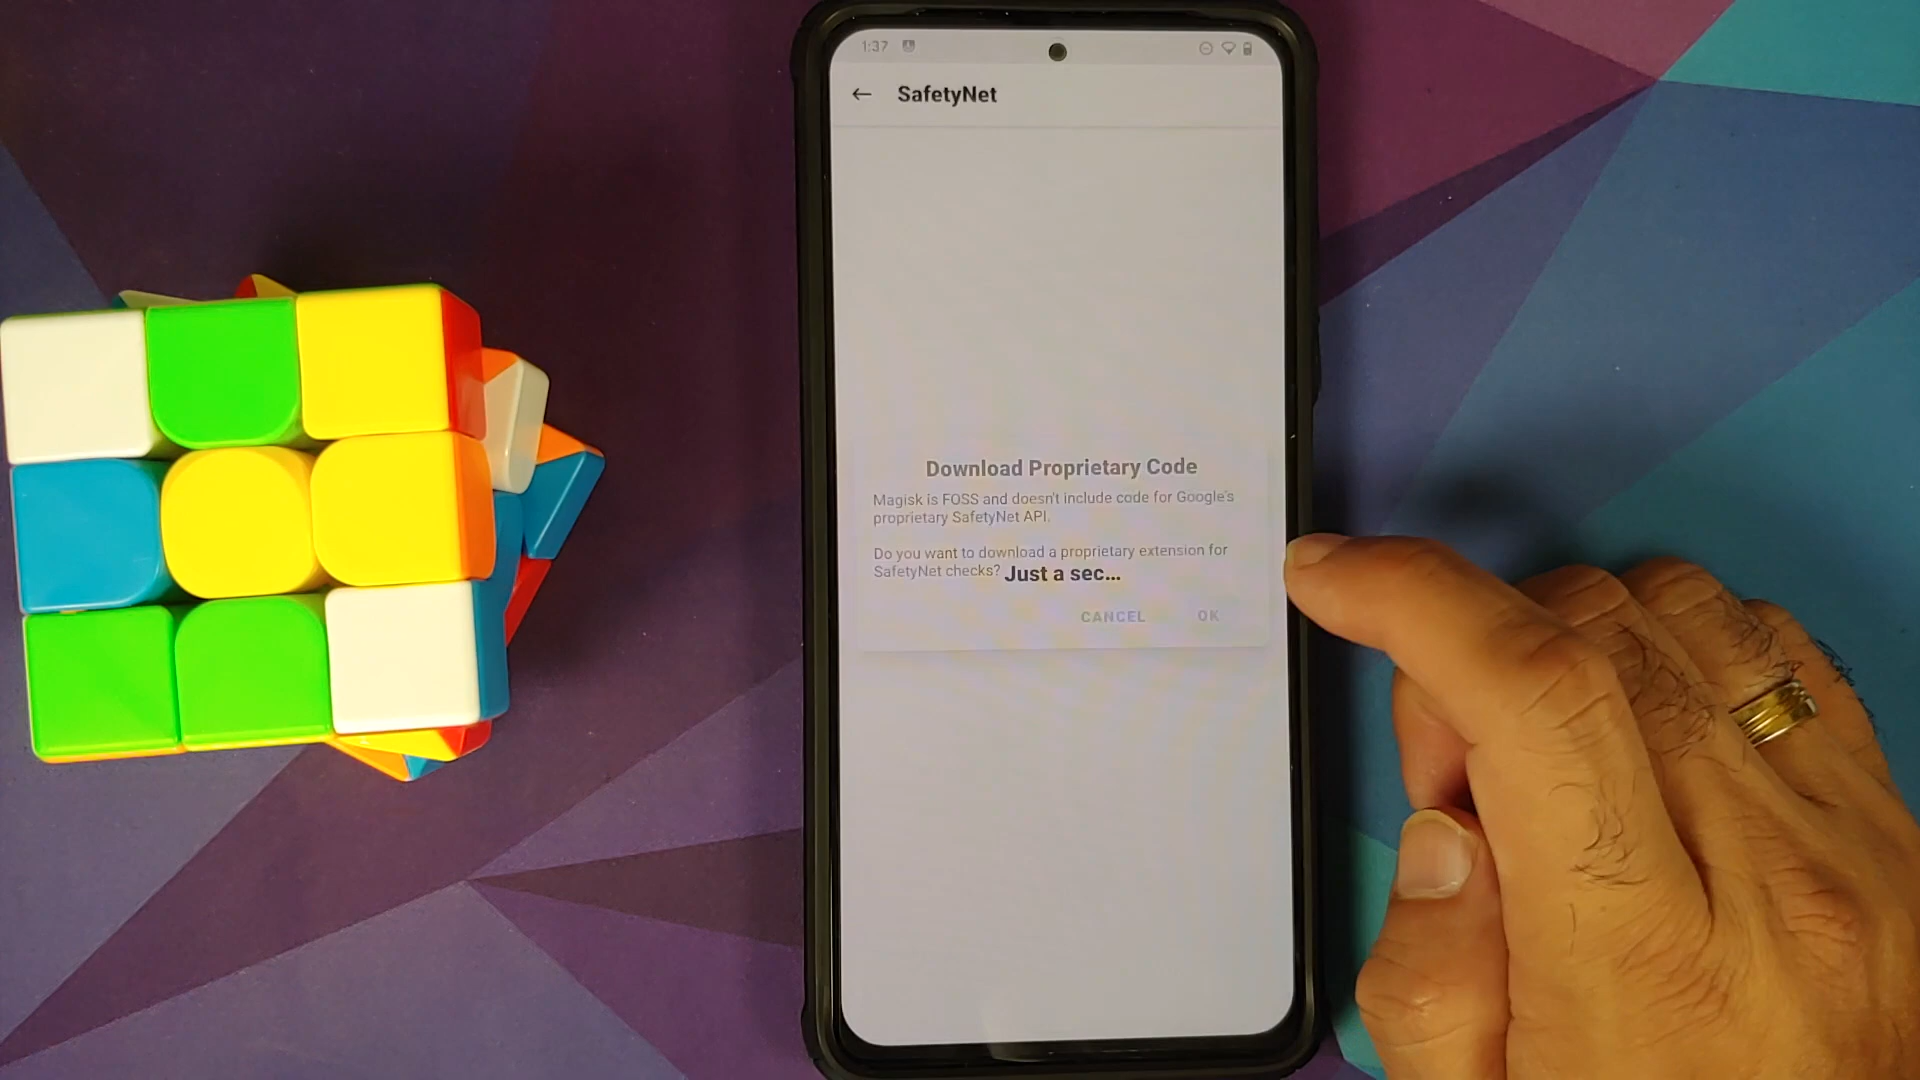 1:37
SafetyNet
Download Proprietary Code
Magisk is FOSS and doesn't include code for Google's
proprietary SafetyNet API.
Do you want to download a proprietary extension for
SafetyNet checks?
Just a sec...
CANCEL OK